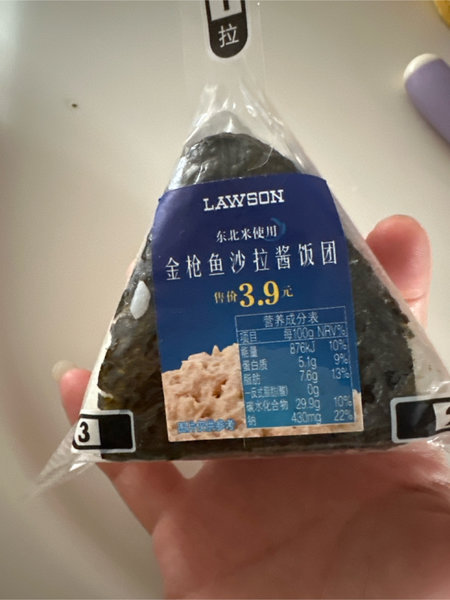 1
拉
LAWSON
东北米使用
金枪鱼沙拉酱饭团
售价3.9元
营养成分表
项目 每100g NRV%
能量 876kJ 10%
蛋白质 5.1g 9%
脂肪 7.6g 13%
-反式脂肪(酸) 0g
碳水化合物 29.9g 10%
钠 430mg 22%
3
2